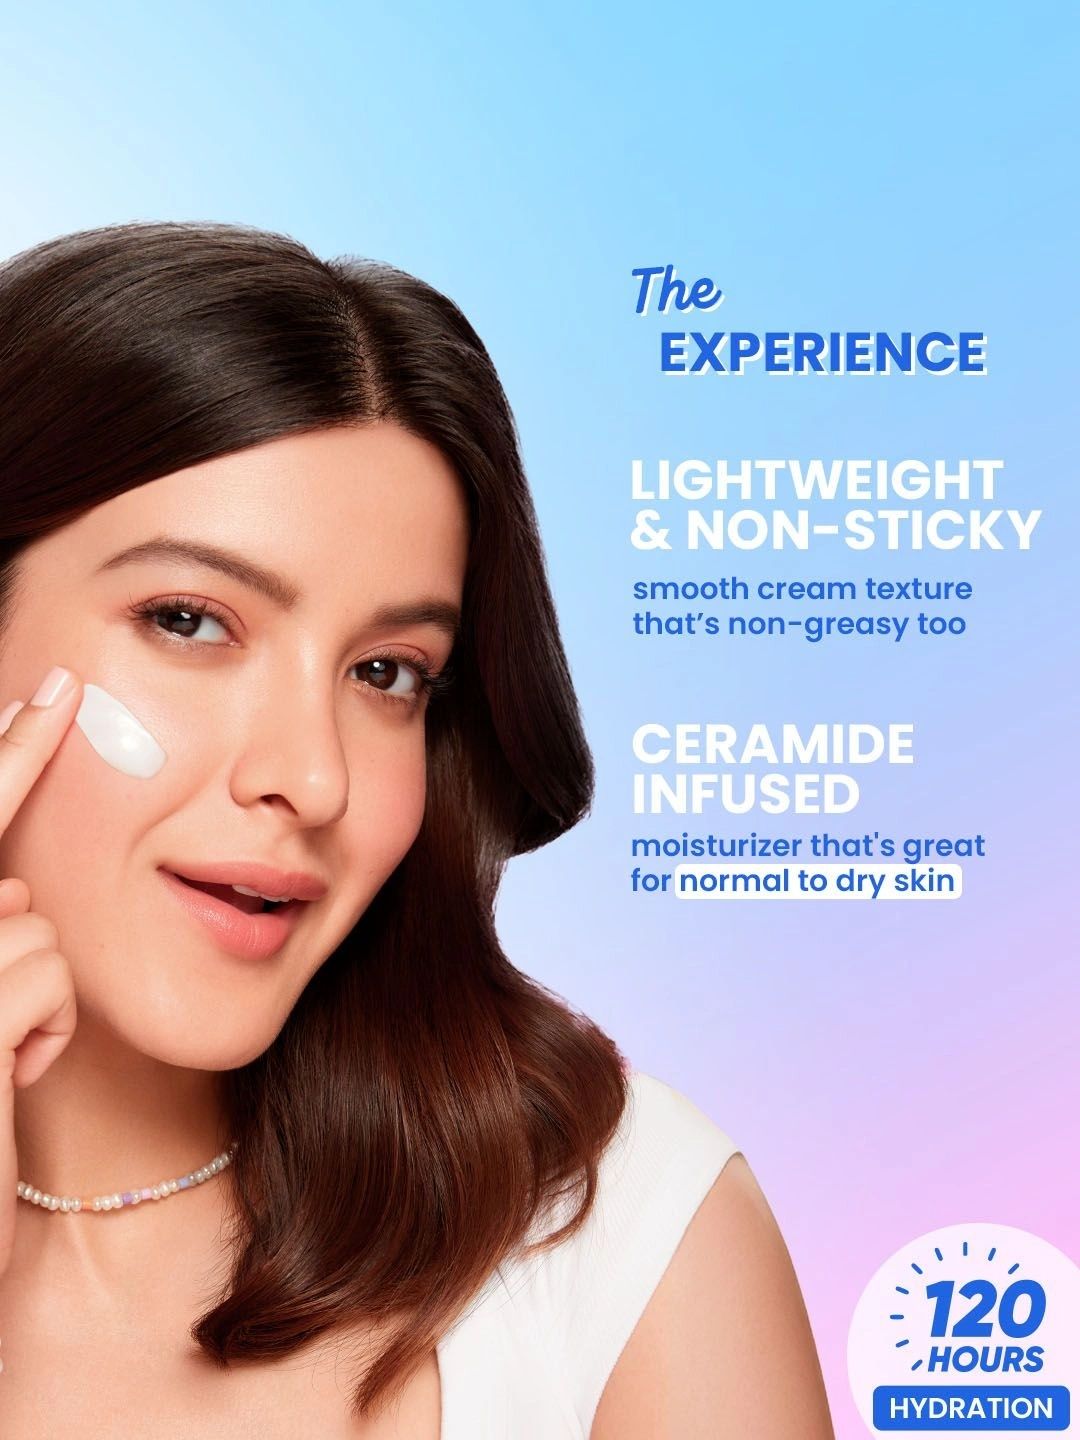 The
EXPERIENCE
LIGHTWEIGHT
& NON-STICKY
smooth cream texture
that’s non-greasy too
CERAMIDE
INFUSED
moisturizer that's great
for normal to dry skin
120
HOURS
HYDRATION